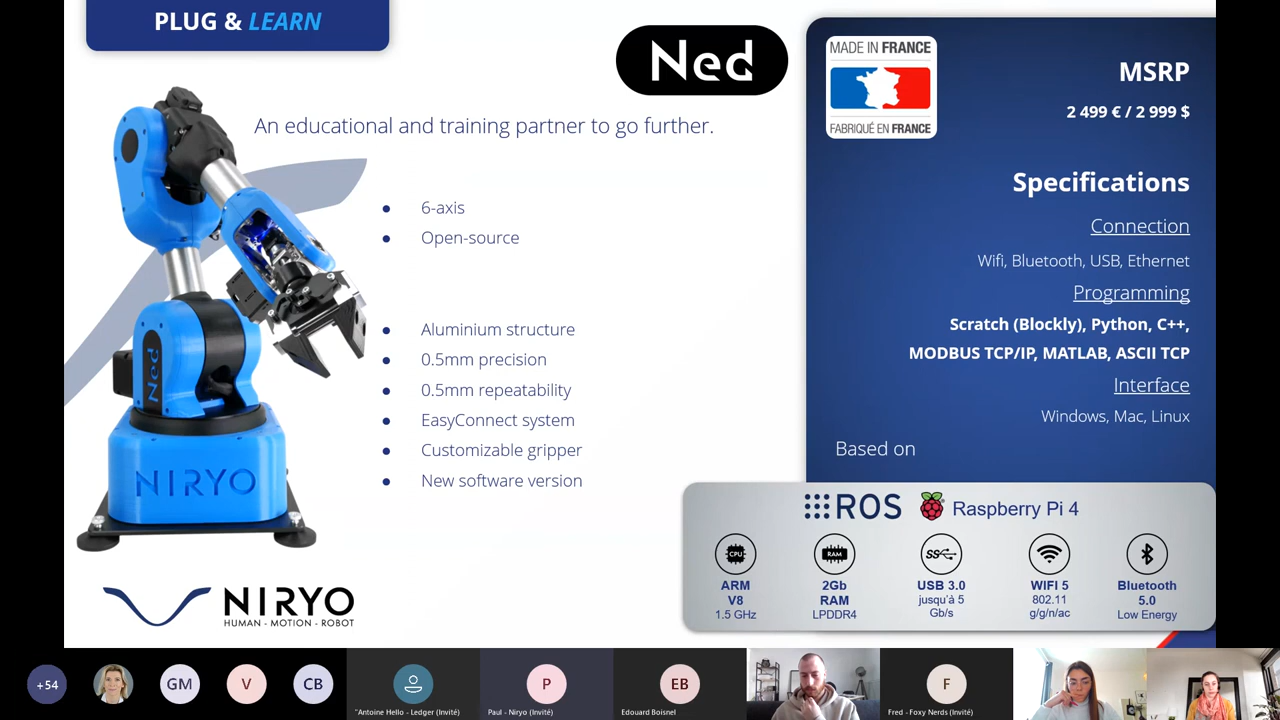 PLUG & LEARN
Ned
An educational and training partner to go further.
6-axis
Open-source
Aluminium structure
0.5mm precision
0.5mm repeatability
EasyConnect system
Customizable gripper
New software version
Ned
NIRYO
NIRYO
HUMAN - MOTION - ROBOT
MADE IN FRANCE
FABRIQUÉ EN FRANCE
MSRP
2 499 € / 2 999 $
Specifications
Connection
Wifi, Bluetooth, USB, Ethernet
Programming
Scratch (Blockly), Python, C++,
MODBUS TCP/IP, MATLAB, ASCII TCP
Interface
Windows, Mac, Linux
Based on
ROS Raspberry Pi 4
CPU
ARM
V8
1.5 GHz
RAM
2Gb
RAM
LPDDR4
SS
USB 3.0
jusqu'à 5
Gb/s
WIFI 5
802.11
g/g/n/ac
Bluetooth
5.0
Low Energy
+54
GM
V
CB
"Antoine Hello - Ledger (Invité)
P
Paul - Niryo (Invité)
EB
Edouard Boisnel
F
Fred - Foxy Nerds (Invité)